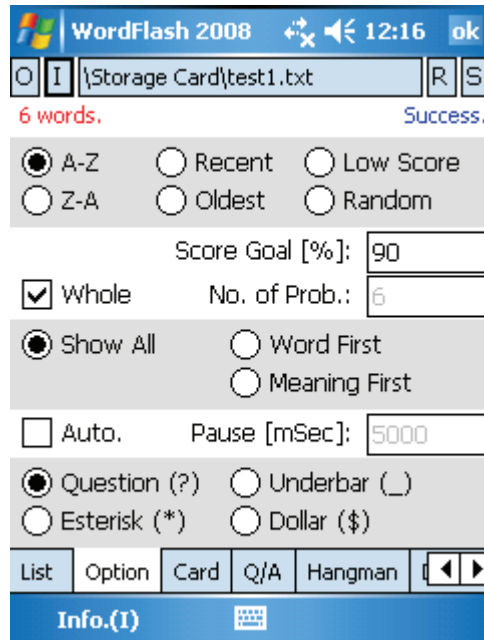 WordFlash 2008 12:16 ok
O I \Storage Card\test1.txt R S
6 words. Success.
A-Z Recent Low Score
Z-A Oldest Random
Score Goal [%]: 90
Whole No. of Prob.: 6
Show All Word First
Meaning First
Auto. Pause [mSec]: 5000
Question (?) Underbar (_)
Esterisk (*) Dollar ($)
List Option Card Q/A Hangman
Info.(I)